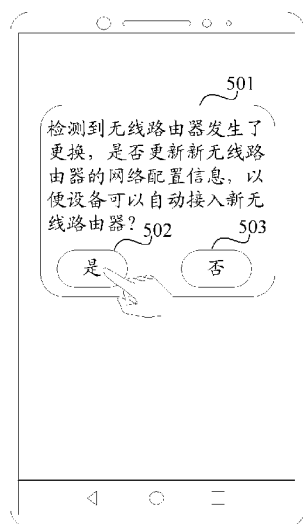 501
检测到无线路由器发生了
更换，是否更新新无线路
由器的网络配置信息，以
便设备可以自动接入新无
线路由器？
502
503
是
否